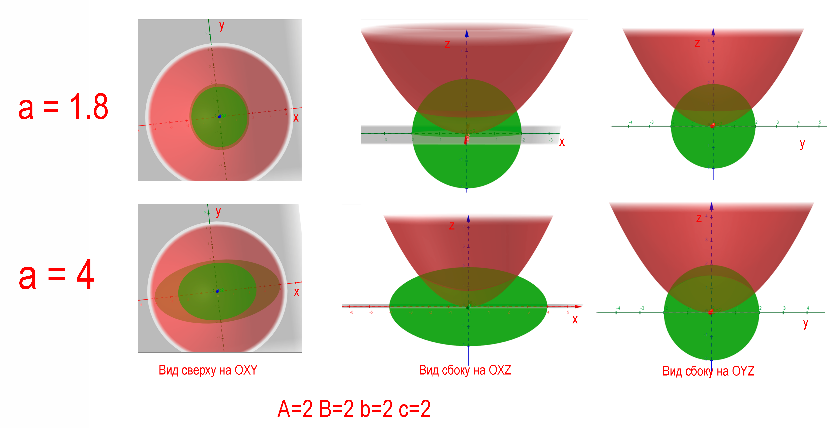 y
z
z
a = 1.8
x
x
y
y
z
z
a = 4
x
x
y
Вид сверху на OXY
Вид сбоку на OXZ
Вид сбоку на OYZ
A=2 B=2 b=2 c=2